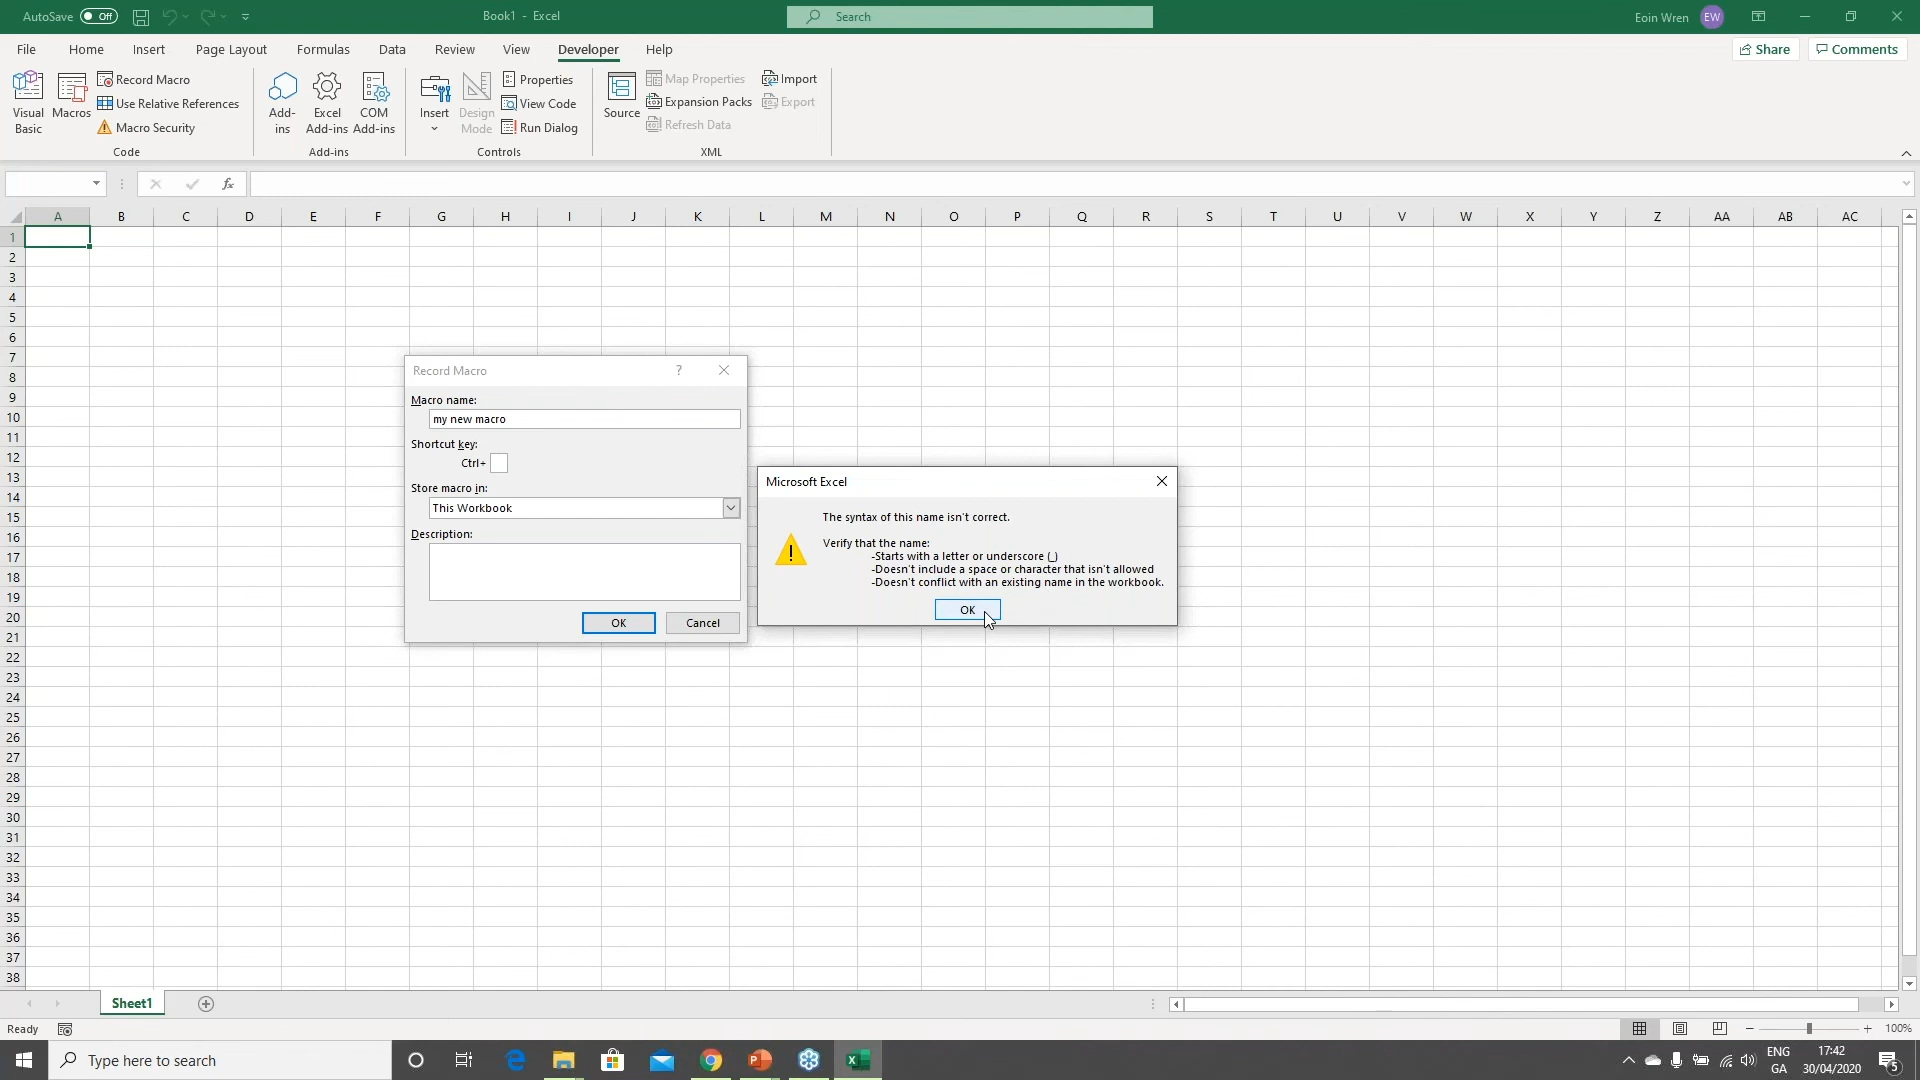 AutoSave Off
Book1 - Excel
Search
Eoin Wren EW
File Home Insert Page Layout Formulas Data Review View Developer Help
Share Comments
Visual Basic
Macros
Record Macro
Use Relative References
Macro Security
Code
Add-ins
Excel Add-ins
COM Add-ins
Add-ins
Insert
Design Mode
Properties
View Code
Run Dialog
Controls
Source
Map Properties
Expansion Packs
Refresh Data
Import
Export
XML
fx
A B C D E F G H I J K L M N O P Q R S T U V W X Y Z AA AB AC
1
2
3
4
5
6
7
8
9
10
11
12
13
14
15
16
17
18
19
20
21
22
23
24
25
26
27
28
29
30
31
32
33
34
35
36
37
38
Record Macro ?
Macro name:
my new macro
Shortcut key:
Ctrl+
Store macro in:
This Workbook
Description:
OK Cancel
Microsoft Excel
The syntax of this name isn't correct.
Verify that the name:
-Starts with a letter or underscore (_)
-Doesn't include a space or character that isn't allowed
-Doesn't conflict with an existing name in the workbook.
OK
Sheet1
Ready
100%
Type here to search
ENG
GA
17:42
30/04/2020
5